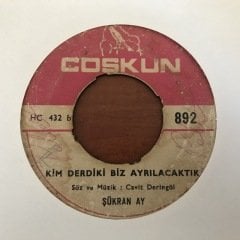 COŞKUN
HC 432 b 892
KİM DERDİKİ BİZ AYRILACAKTIK
Söz ve Müzik : Cavit Deringöl
ŞÜKRAN AY